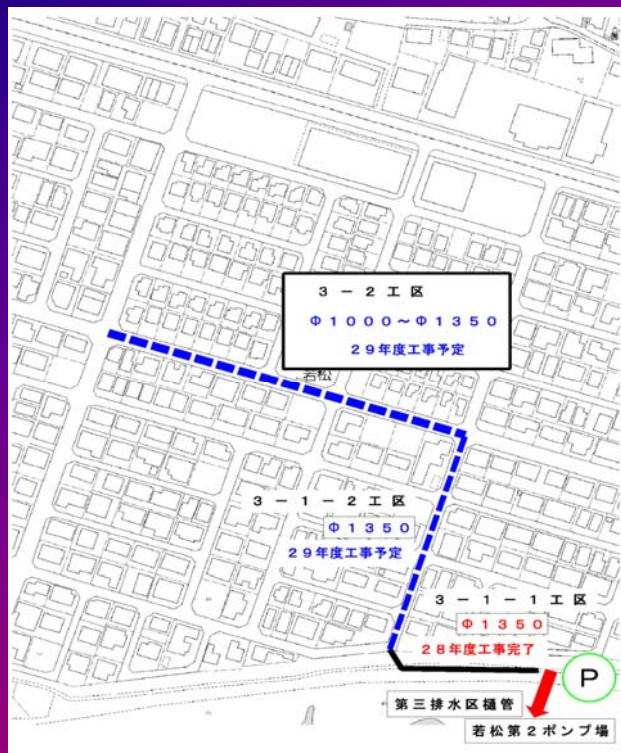 3－2工区
Φ1000～Φ1350
29年度工事予定
若松
3－1－2工区
Φ1350
29年度工事予定
3－1－1工区
Φ1350
28年度工事完了
P
第三排水区樋管
若松第2ポンプ場